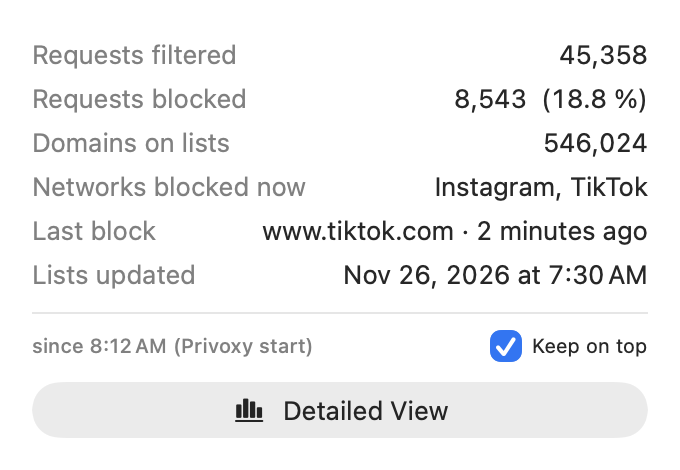 Requests filtered 45,358
Requests blocked 8,543 (18.8 %)
Domains on lists 546,024
Networks blocked now Instagram, TikTok
Last block www.tiktok.com · 2 minutes ago
Lists updated Nov 26, 2026 at 7:30 AM
since 8:12 AM (Privoxy start) Keep on top
Detailed View